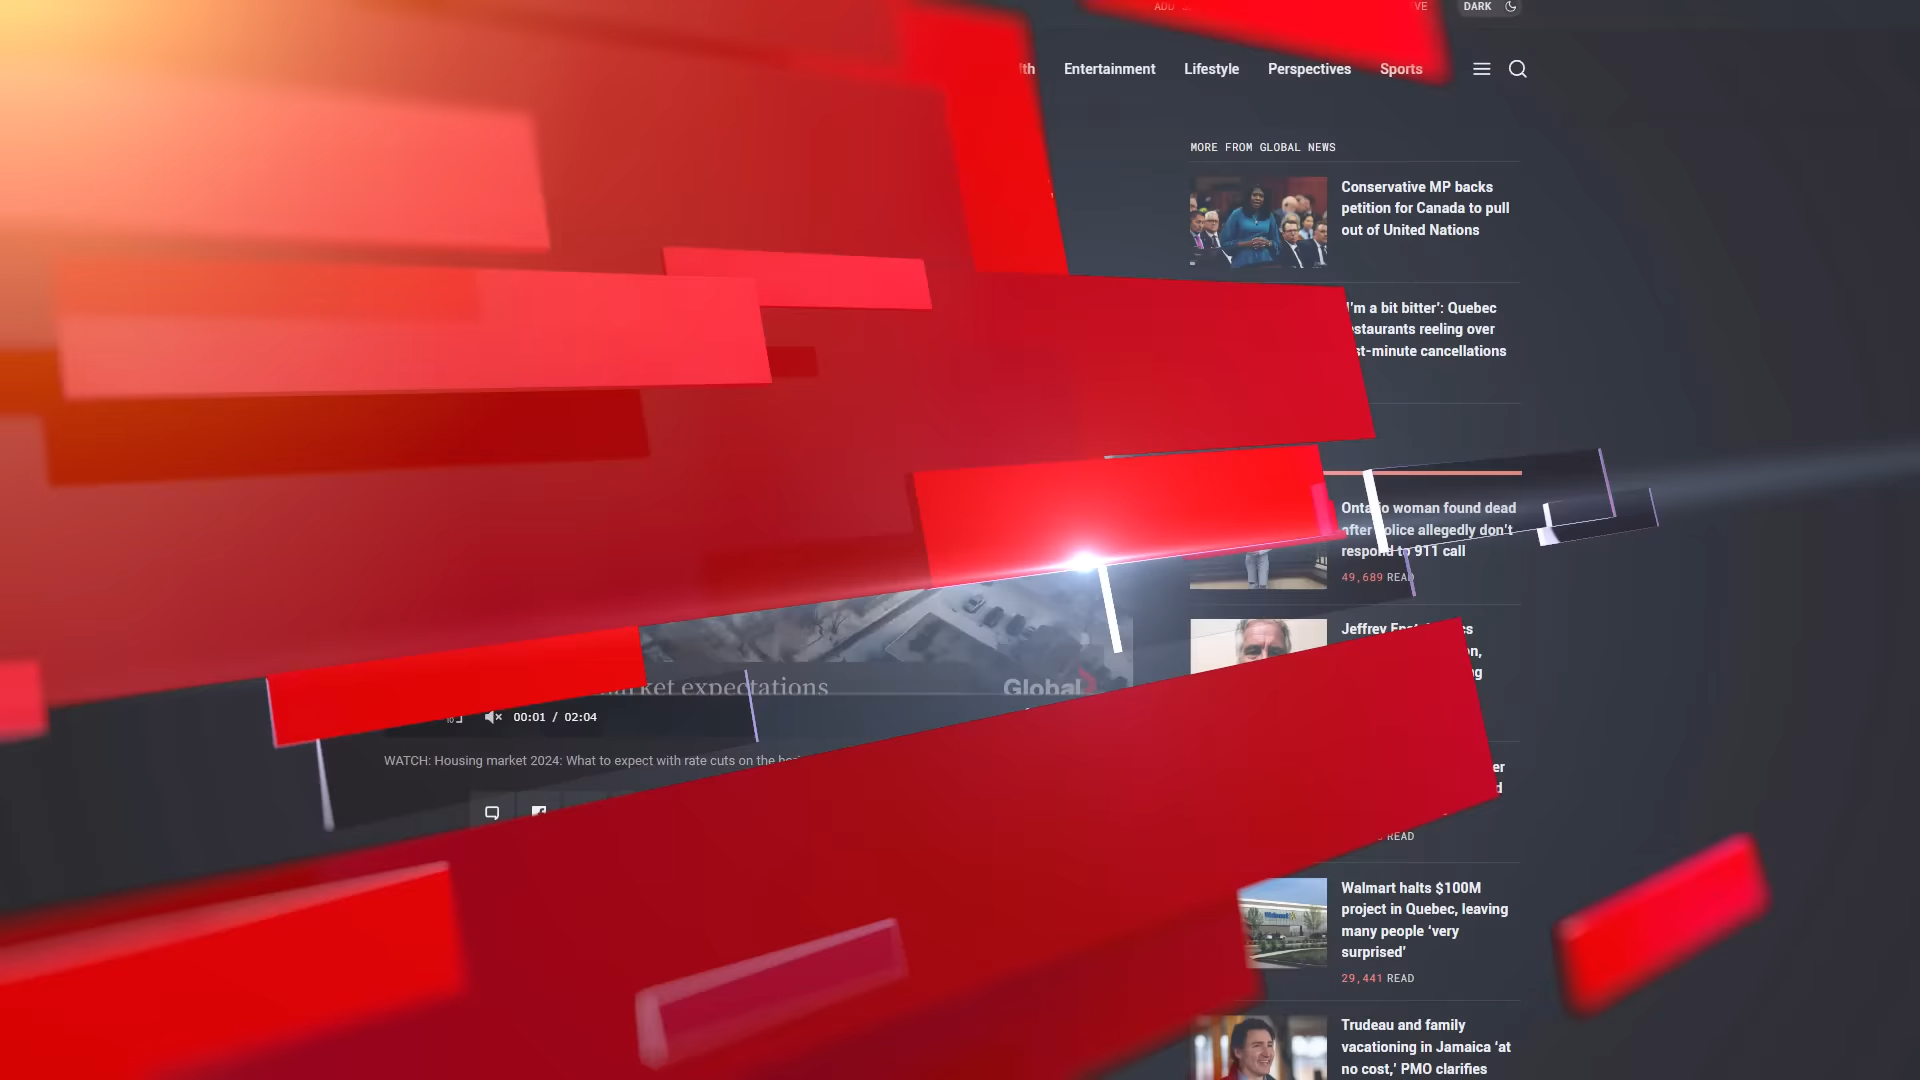 DARK
Entertainment Lifestyle Perspectives Sports
MORE FROM GLOBAL NEWS
Conservative MP backs
petition for Canada to pull
out of United Nations
I'm a bit bitter’: Quebec
staurants reeling over
st-minute cancellations
Ontario woman found dead
after police allegedly don’t
respond to 911 call
49,689 READ
Jeffrey
ket expectations
Global
00:01 / 02:04
WATCH: Housing market 2024: What to expect with rate cuts on the
READ
Walmart halts $100M
project in Quebec, leaving
many people ‘very
surprised’
29,441 READ
Trudeau and family
vacationing in Jamaica ‘at
no cost,’ PMO clarifies